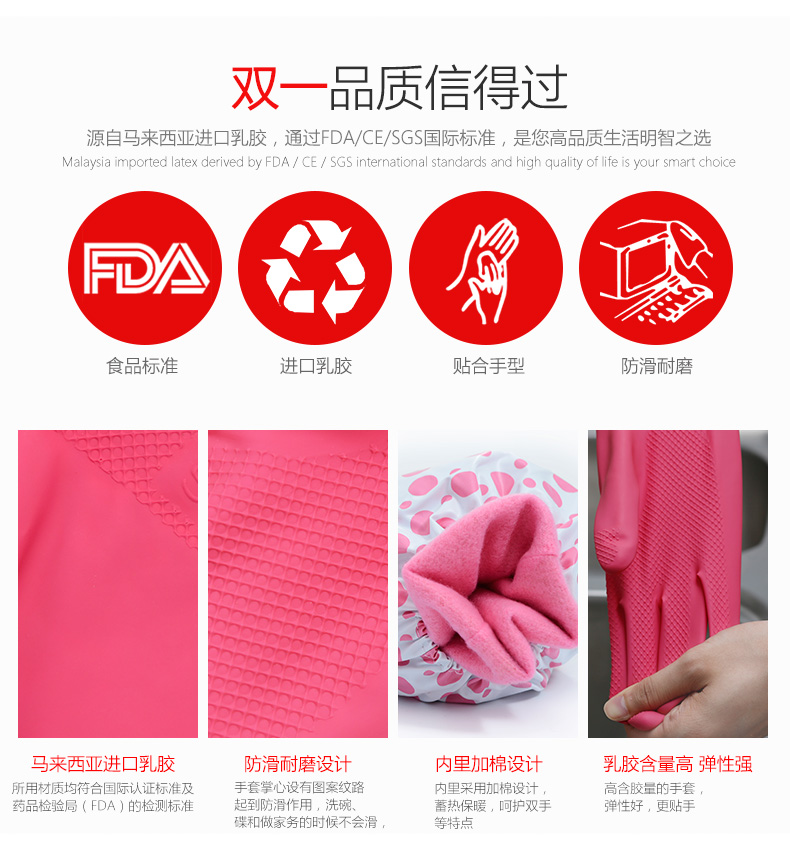 双一品质信得过
源自马来西亚进口乳胶，通过FDA/CE/SGS国际标准，是您高品质生活明智之选
Malaysia imported latex derived by FDA / CE / SGS international standards and high quality of life is your smart choice
FDA
食品标准
进口乳胶
贴合手型
防滑耐磨
马来西亚进口乳胶
所用材质均符合国际认证标准及
药品检验局（FDA）的检测标准
防滑耐磨设计
手套掌心设有图案纹路
起到防滑作用，洗碗、
碟和做家务的时候不会滑，
内里加棉设计
内里采用加棉设计，
蓄热保暖，呵护双手
等特点
乳胶含量高 弹性强
高含胶量的手套，
弹性好，更贴手